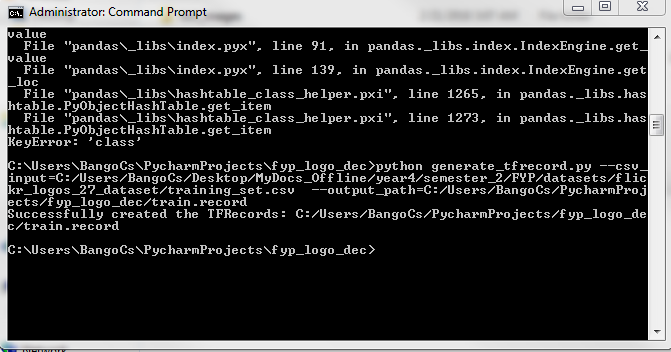 Administrator: Command Prompt
value
File "pandas\_libs\index.pyx", line 91, in pandas._libs.index.IndexEngine.get_
value
File "pandas\_libs\index.pyx", line 139, in pandas._libs.index.IndexEngine.get
_loc
File "pandas\_libs\hashtable_class_helper.pxi", line 1265, in pandas._libs.has
htable.PyObjectHashTable.get_item
File "pandas\_libs\hashtable_class_helper.pxi", line 1273, in pandas._libs.has
htable.PyObjectHashTable.get_item
KeyError: 'class'
C:\Users\BangoCs\PycharmProjects\fyp_logo_dec>python generate_tfrecord.py --csv_
input=C:/Users/BangoCs/Desktop/MyDocs_Offline/year4/semester_2/FYP/datasets/flic
kr_logos_27_dataset/training_set.csv  --output_path=C:/Users/BangoCs/PycharmProj
ects/fyp_logo_dec/train.record
Successfully created the TFRecords: C:/Users/BangoCs/PycharmProjects/fyp_logo_de
c/train.record
C:\Users\BangoCs\PycharmProjects\fyp_logo_dec>